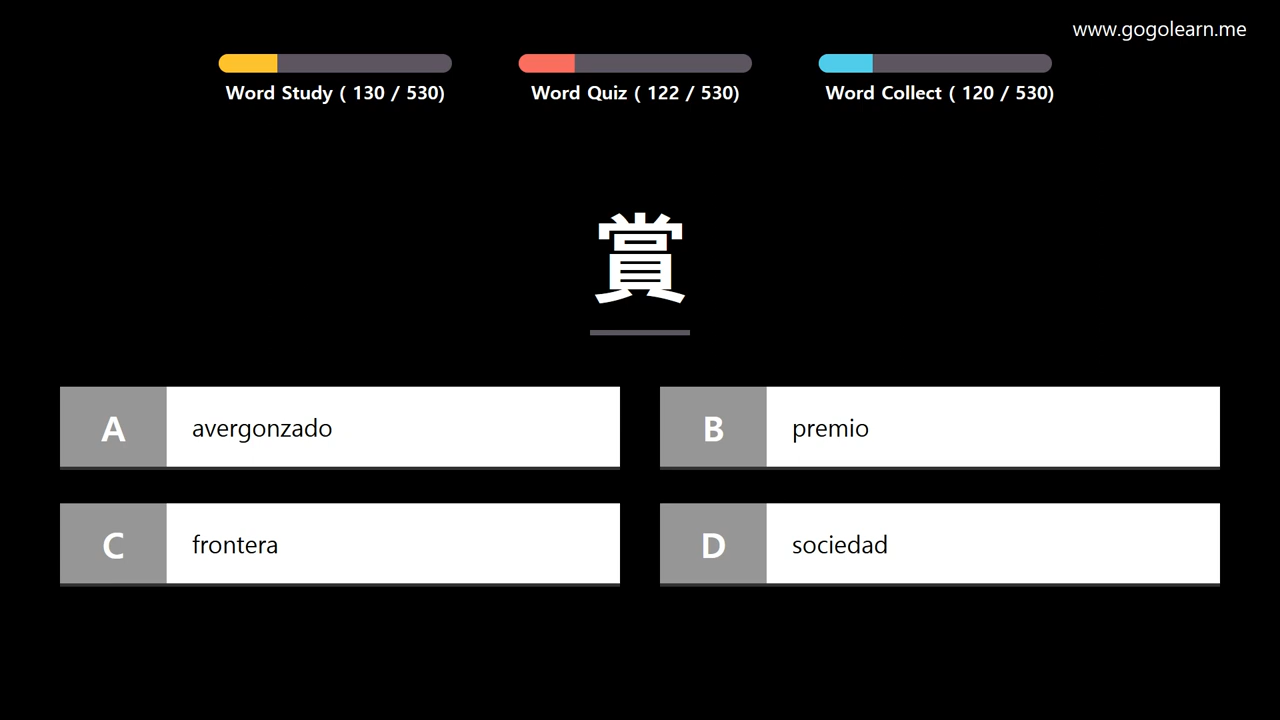 www.gogolearn.me
Word Study ( 130 / 530)
Word Quiz ( 122 / 530)
Word Collect ( 120 / 530)
賞
A avergonzado
B premio
C frontera
D sociedad